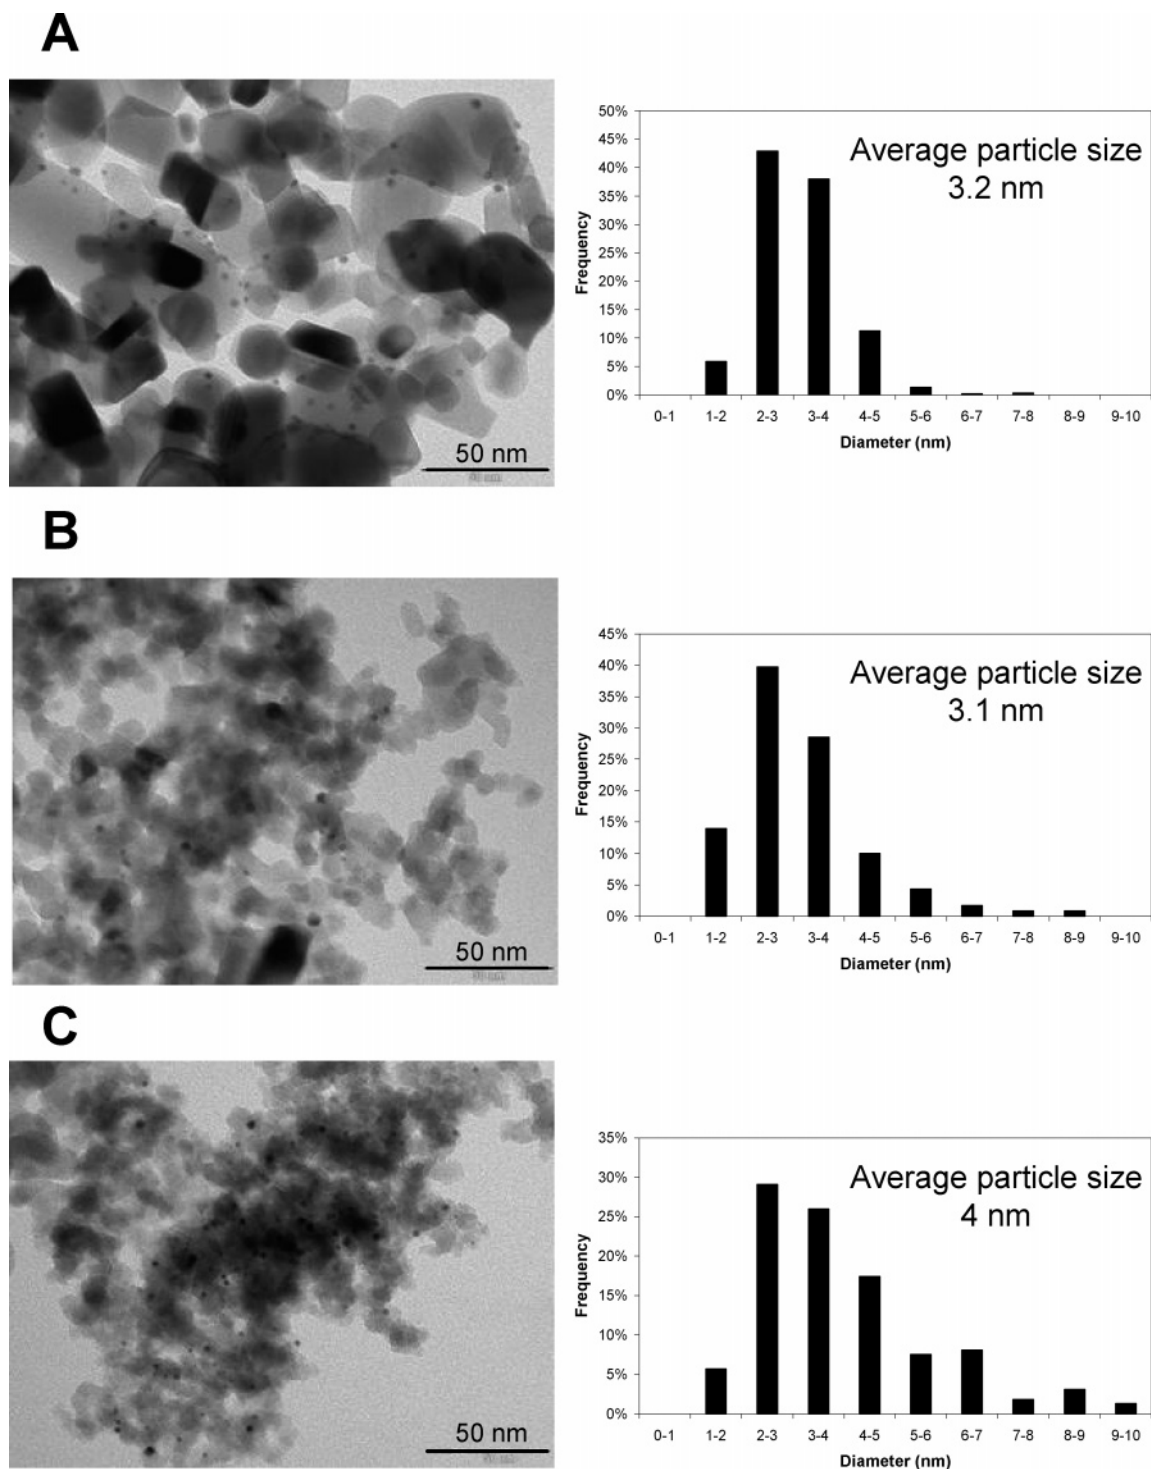 A
50 nm
Average particle size
3.2 nm
Frequency
50%
45%
40%
35%
30%
25%
20%
15%
10%
5%
0%
0-1 1-2 2-3 3-4 4-5 5-6 6-7 7-8 8-9 9-10
Diameter (nm)
B
50 nm
Average particle size
3.1 nm
Frequency
45%
40%
35%
30%
25%
20%
15%
10%
5%
0%
0-1 1-2 2-3 3-4 4-5 5-6 6-7 7-8 8-9 9-10
Diameter (nm)
C
50 nm
Average particle size
4 nm
Frequency
35%
30%
25%
20%
15%
10%
5%
0%
0-1 1-2 2-3 3-4 4-5 5-6 6-7 7-8 8-9 9-10
Diameter (nm)